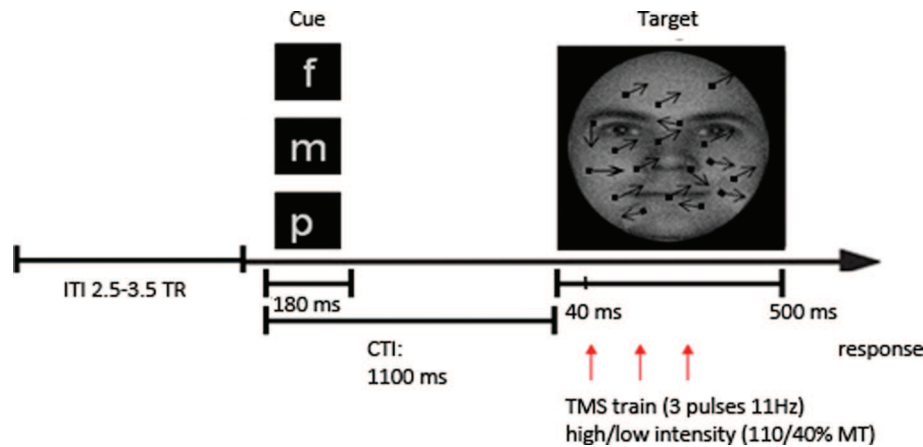 Cue
Target
f
m
p
ITI 2.5-3.5 TR
180 ms
40 ms
500 ms
CTI:
1100 ms
response
TMS train (3 pulses 11Hz)
high/low intensity (110/40% MT)